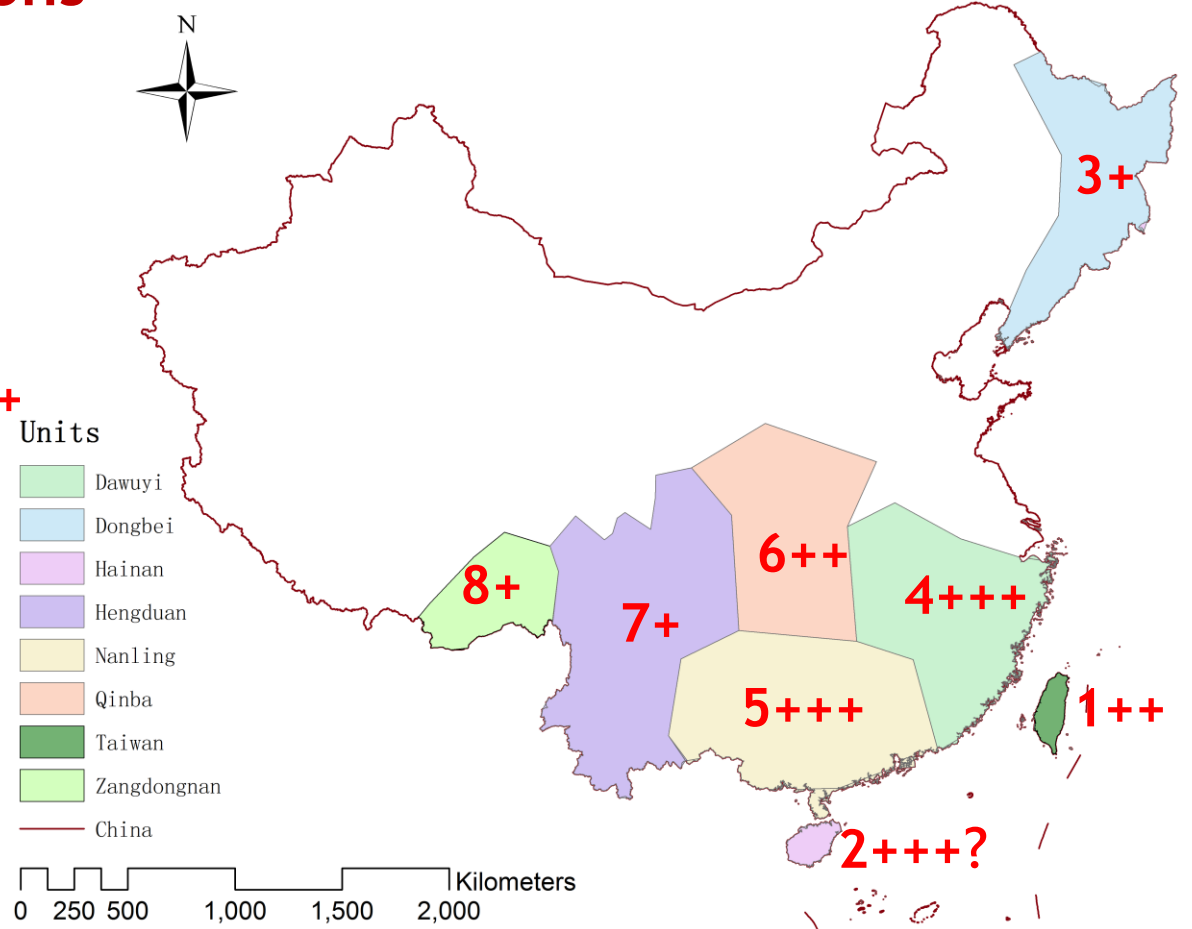 N
3+
+
Units
Dawuyi
Dongbei
Hainan
Hengduan
Nanling
Qinba
Taiwan
Zangdongnan
China
6++
8+
4+++
7+
5+++
1++
2+++?
Kilometers
0 250 500 1,000 1,500 2,000